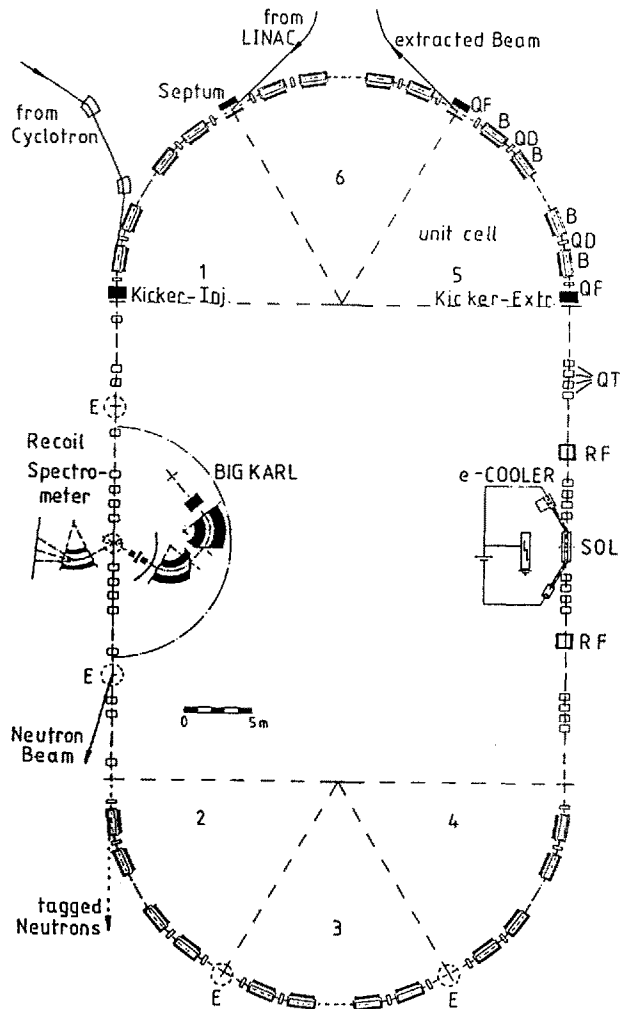 from
LINAC
extracted Beam
Septum
QF
B
QD
B
from
Cyclotron
6
B
QD
B
unit cell
1
5
Kicker-Inj.
Kicker-Extr.
QF
QT
E
Recoil
Spectro-
meter
BIG KARL
RF
e-COOLER
SOL
RF
E
0 5m
Neutron
Beam
2
4
tagged
Neutrons
3
E
E